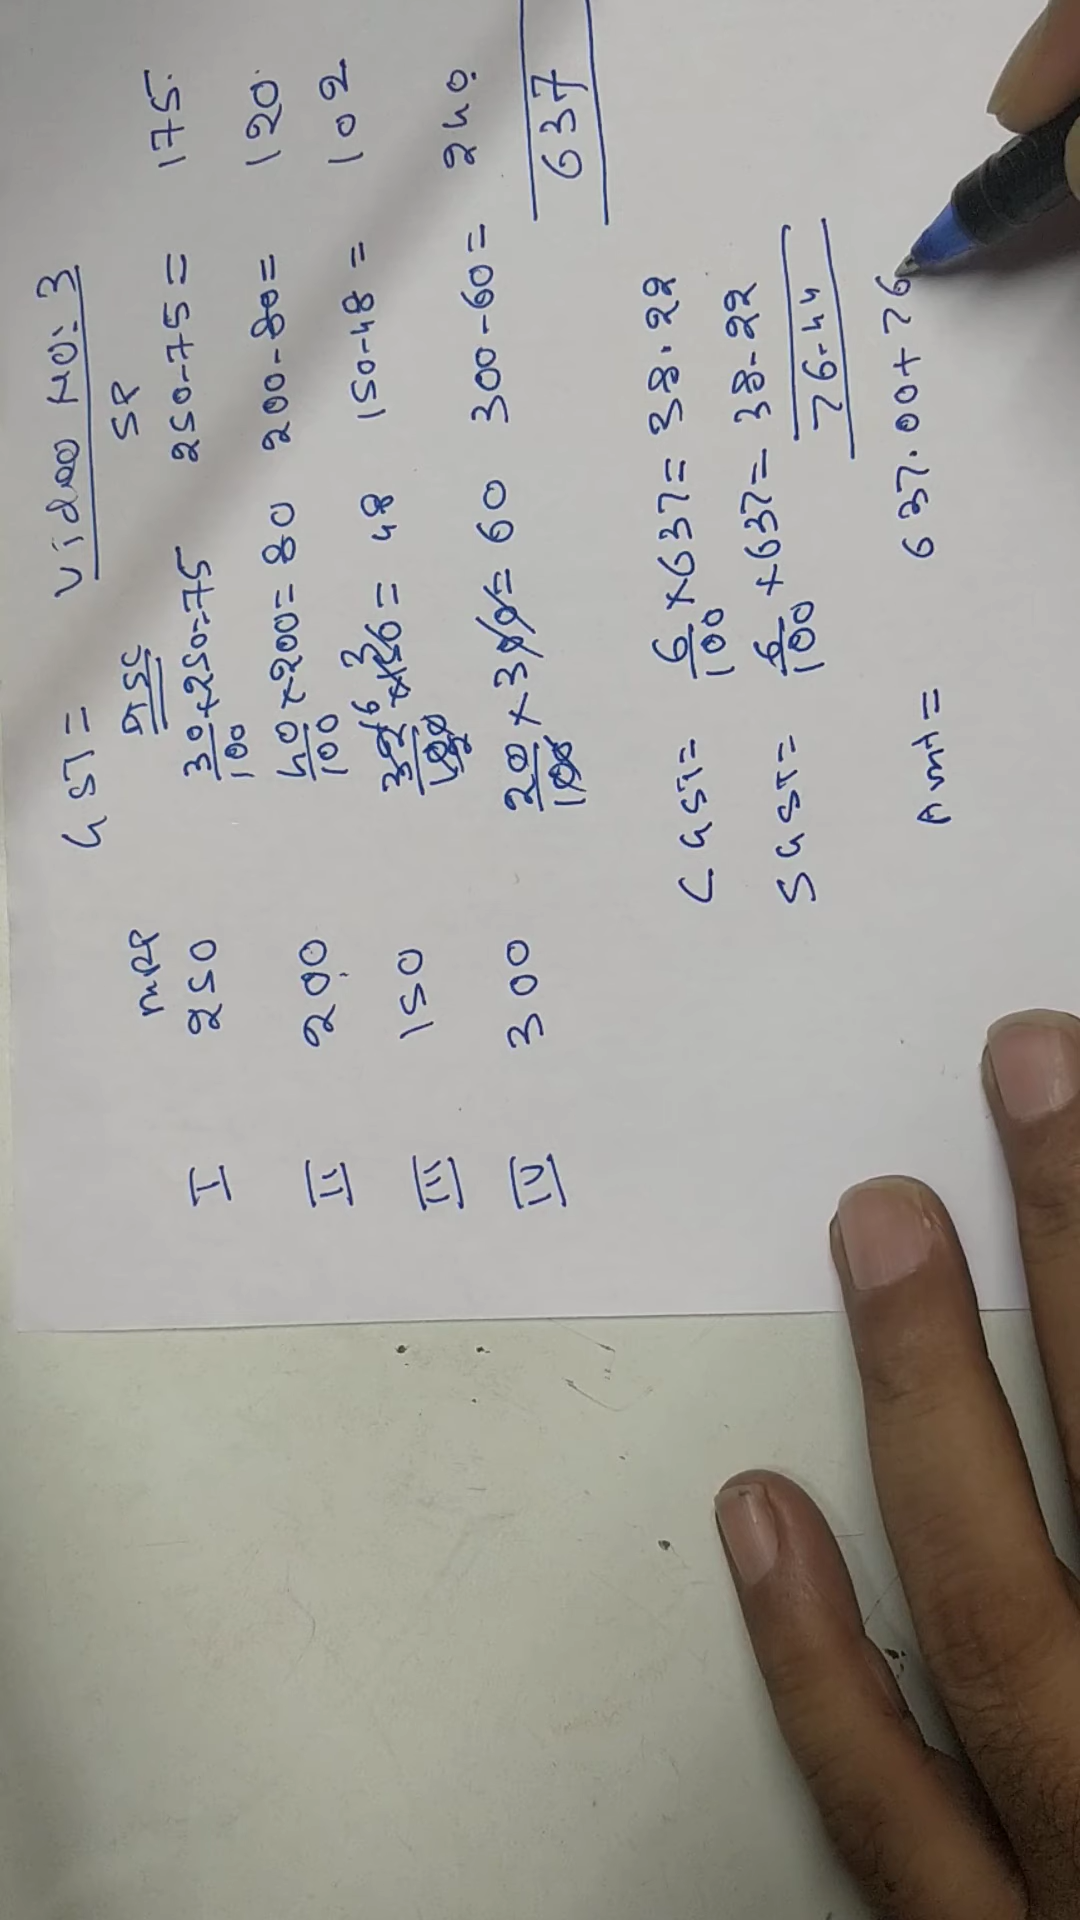 GST = Video NO: 3
MRP DSC SP
I 250 30/100 × 250 = 75 250 - 75 = 175.
II 200 40/100 × 200 = 80 200 - 80 = 120.
III 150 32/100 × 150 = 48 150 - 48 = 102
IV 300 20/100 × 300 = 60 300 - 60 = 240.
637
CGST = 6/100 × 637 = 38.22
SGST = 6/100 × 637 = 38.22
76.44
Amt = 637.00 + 76